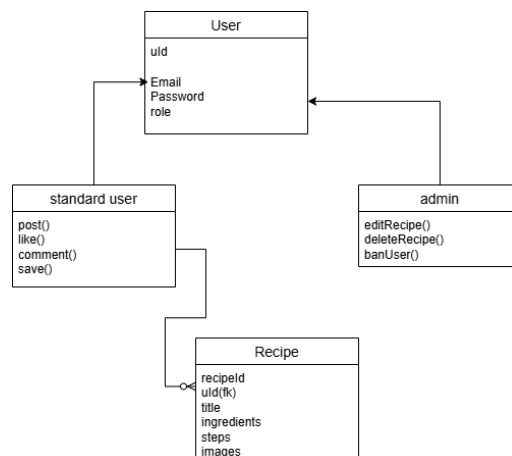 User
uId
Email
Password
role
standard user
post()
like()
comment()
save()
admin
editRecipe()
deleteRecipe()
banUser()
Recipe
recipeId
uId(fk)
title
ingredients
steps
images